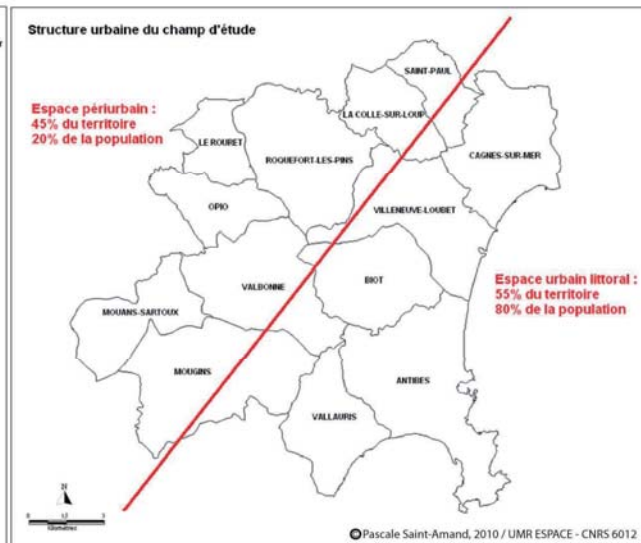 Structure urbaine du champ d'étude
SAINT-PAUL
Espace périurbain :
45% du territoire
20% de la population
LA COLLE-SUR-LOUP
LE ROURET
CAGNES-SUR-MER
ROQUEFORT-LES-PINS
OPIO
VILLENEUVE-LOUBET
Espace urbain littoral :
55% du territoire
80% de la population
VALBONNE
BIOT
MOUANS-SARTOUX
MOUGINS
ANTIBES
VALLAURIS
N
0 1,5 3
Kilomètres
©Pascale Saint-Amand, 2010 / UMR ESPACE - CNRS 6012